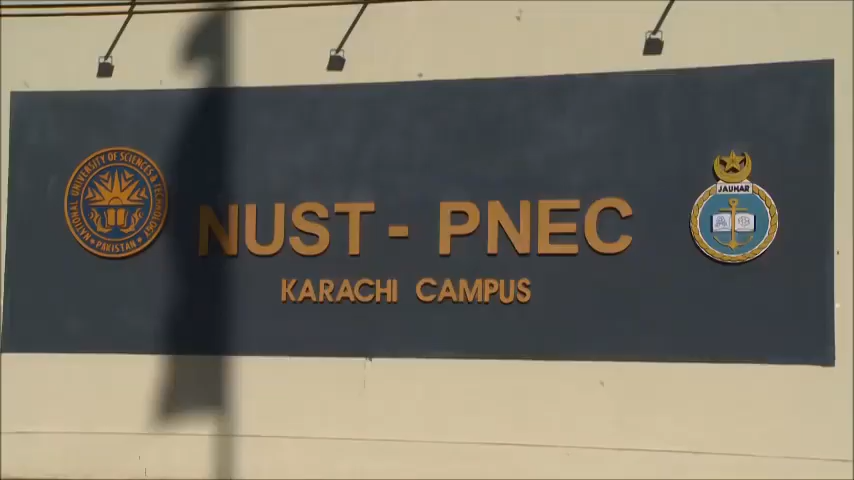 NATIONAL UNIVERSITY OF SCIENCES & TECHNOLOGY
• PAKISTAN •
NUST - PNEC
KARACHI CAMPUS
JAUHAR